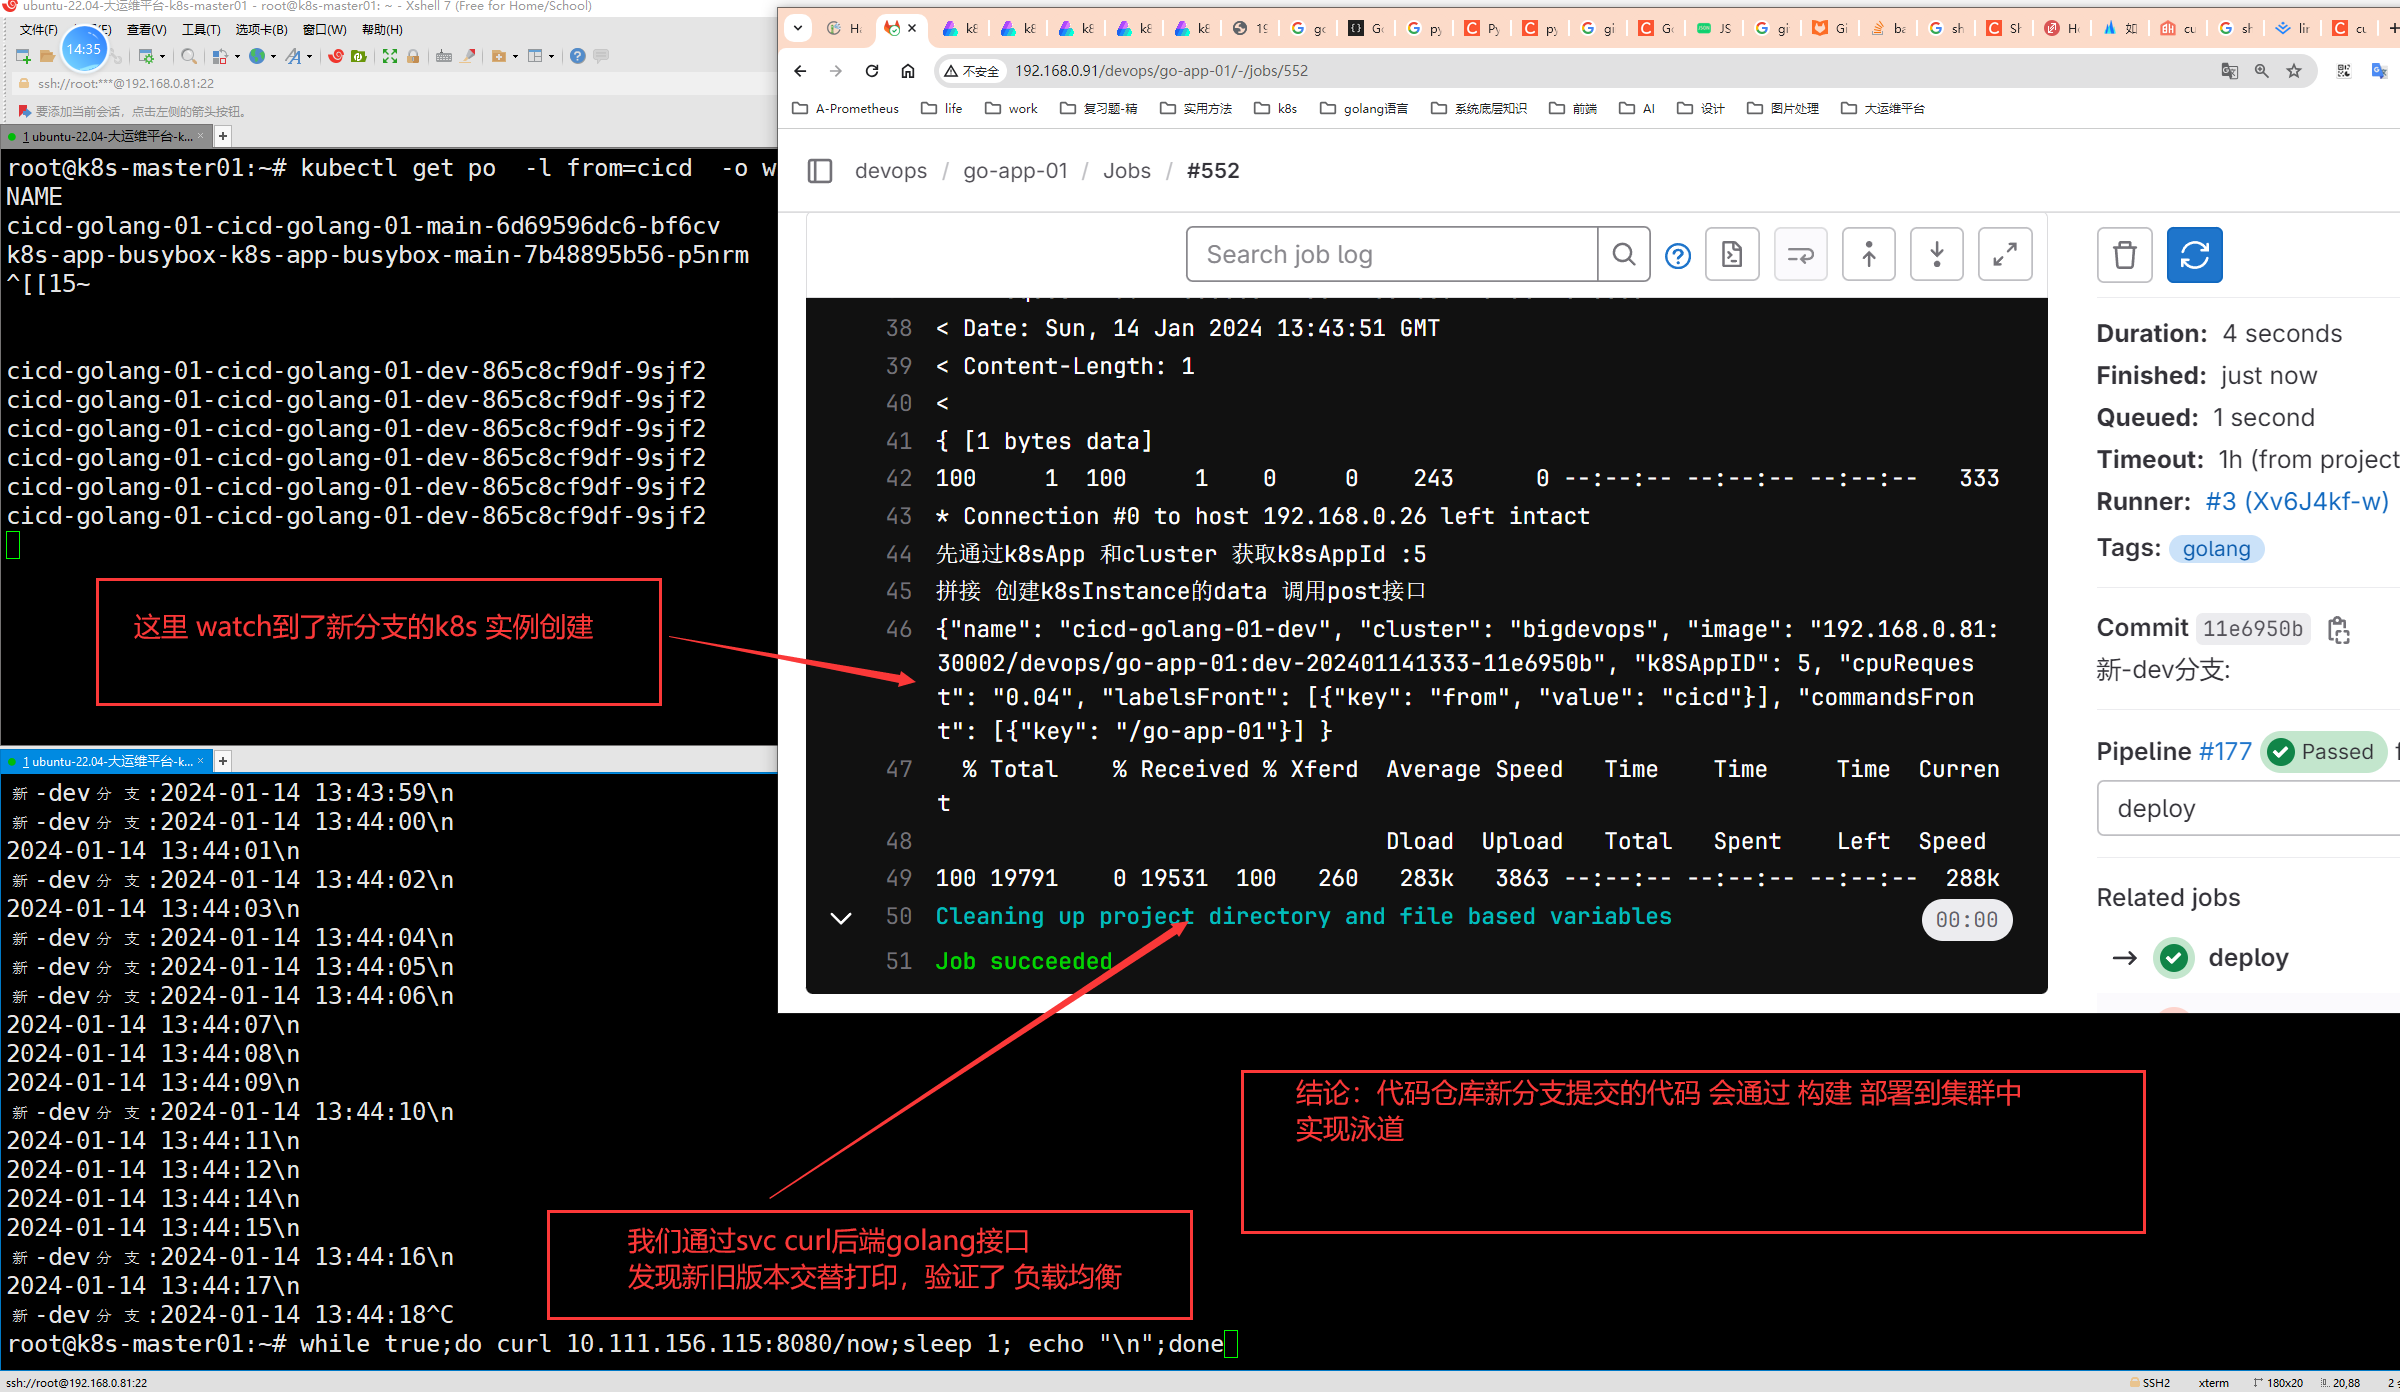 ubuntu-22.04-大运维平台-k8s-master01 - root@k8s-master01: ~ - Xshell 7 (Free for Home/School)
文件(F)
查看(V) 工具(T) 选项卡(B) 窗口(W) 帮助(H)
14:35
ssh://root:***@192.168.0.81:22
要添加当前会话，点击左侧的箭头按钮。
1 ubuntu-22.04-大运维平台-k...
root@k8s-master01:~# kubectl get po  -l from=cicd  -o w
NAME
cicd-golang-01-cicd-golang-01-main-6d69596dc6-bf6cv
k8s-app-busybox-k8s-app-busybox-main-7b48895b56-p5nrm
^[[15~
cicd-golang-01-cicd-golang-01-dev-865c8cf9df-9sjf2
cicd-golang-01-cicd-golang-01-dev-865c8cf9df-9sjf2
cicd-golang-01-cicd-golang-01-dev-865c8cf9df-9sjf2
cicd-golang-01-cicd-golang-01-dev-865c8cf9df-9sjf2
cicd-golang-01-cicd-golang-01-dev-865c8cf9df-9sjf2
cicd-golang-01-cicd-golang-01-dev-865c8cf9df-9sjf2
这里 watch到了新分支的k8s 实例创建
不安全 192.168.0.91/devops/go-app-01/-/jobs/552
A-Prometheus life work 复习题-精 实用方法 k8s golang语言 系统底层知识 前端 AI 设计 图片处理 大运维平台
devops / go-app-01 / Jobs / #552
Search job log
38 < Date: Sun, 14 Jan 2024 13:43:51 GMT
39 < Content-Length: 1
40 <
41 { [1 bytes data]
42 100     1  100     1    0     0    243      0 --:--:-- --:--:-- --:--:--   333
43 * Connection #0 to host 192.168.0.26 left intact
44 先通过k8sApp 和cluster 获取k8sAppId :5
45 拼接 创建k8sInstance的data 调用post接口
46 {"name": "cicd-golang-01-dev", "cluster": "bigdevops", "image": "192.168.0.81:
30002/devops/go-app-01:dev-202401141333-11e6950b", "k8SAppID": 5, "cpuReques
t": "0.04", "labelsFront": [{"key": "from", "value": "cicd"}], "commandsFron
t": [{"key": "/go-app-01"}] }
47   % Total    % Received % Xferd  Average Speed   Time    Time     Time  Curren
t
48                                  Dload  Upload   Total   Spent    Left  Speed
49 100 19791    0 19531  100   260   283k   3863 --:--:-- --:--:-- --:--:--  288k
50 Cleaning up project directory and file based variables 00:00
51 Job succeeded
Duration: 4 seconds
Finished: just now
Queued: 1 second
Timeout: 1h (from project
Runner: #3 (Xv6J4kf-w)
Tags: golang
Commit 11e6950b
新-dev分支:
Pipeline #177 Passed f
deploy
Related jobs
→ deploy
1 ubuntu-22.04-大运维平台-k...
新-dev分支:2024-01-14 13:43:59\n
新-dev分支:2024-01-14 13:44:00\n
2024-01-14 13:44:01\n
新-dev分支:2024-01-14 13:44:02\n
2024-01-14 13:44:03\n
新-dev分支:2024-01-14 13:44:04\n
新-dev分支:2024-01-14 13:44:05\n
新-dev分支:2024-01-14 13:44:06\n
2024-01-14 13:44:07\n
2024-01-14 13:44:08\n
2024-01-14 13:44:09\n
新-dev分支:2024-01-14 13:44:10\n
2024-01-14 13:44:11\n
2024-01-14 13:44:12\n
2024-01-14 13:44:14\n
2024-01-14 13:44:15\n
新-dev分支:2024-01-14 13:44:16\n
2024-01-14 13:44:17\n
新-dev分支:2024-01-14 13:44:18^C
root@k8s-master01:~# while true;do curl 10.111.156.115:8080/now;sleep 1; echo "\n";done
我们通过svc curl后端golang接口
发现新旧版本交替打印，验证了 负载均衡
结论：代码仓库新分支提交的代码 会通过 构建 部署到集群中
实现泳道
ssh://root@192.168.0.81:22
SSH2 xterm 180x20 20,88